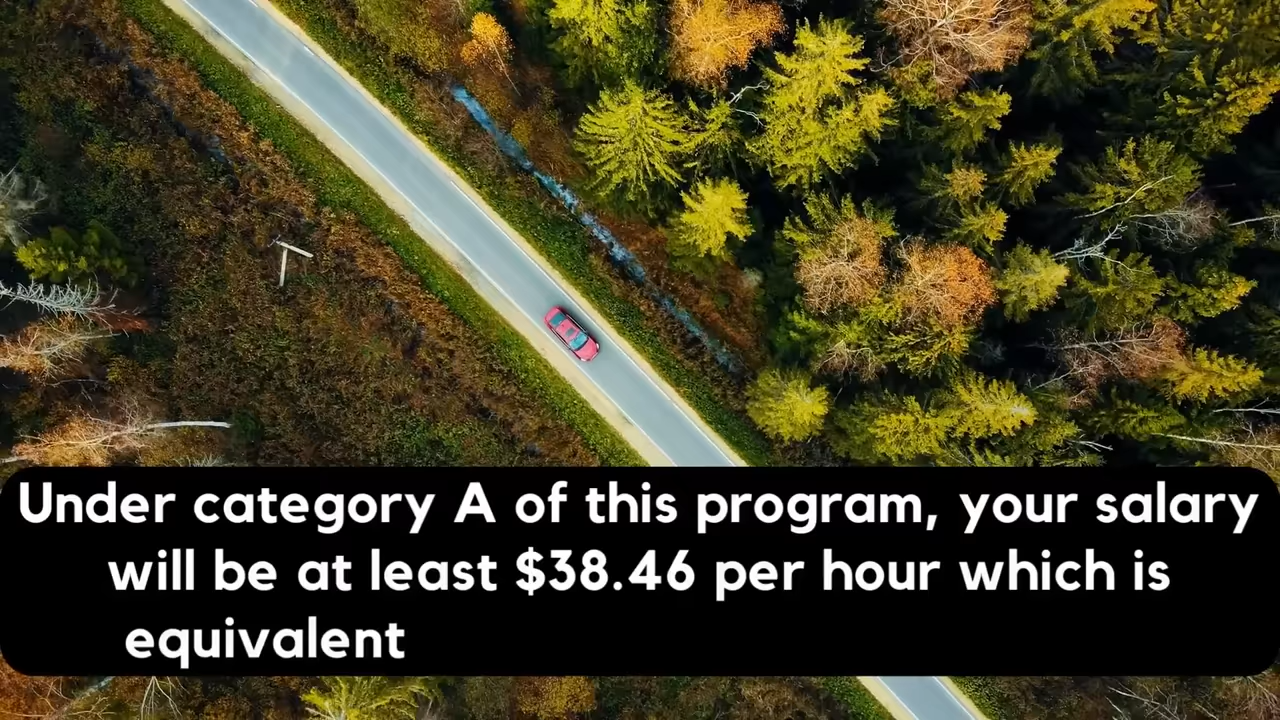 Under category A of this program, your salary
will be at least $38.46 per hour which is
equivalent